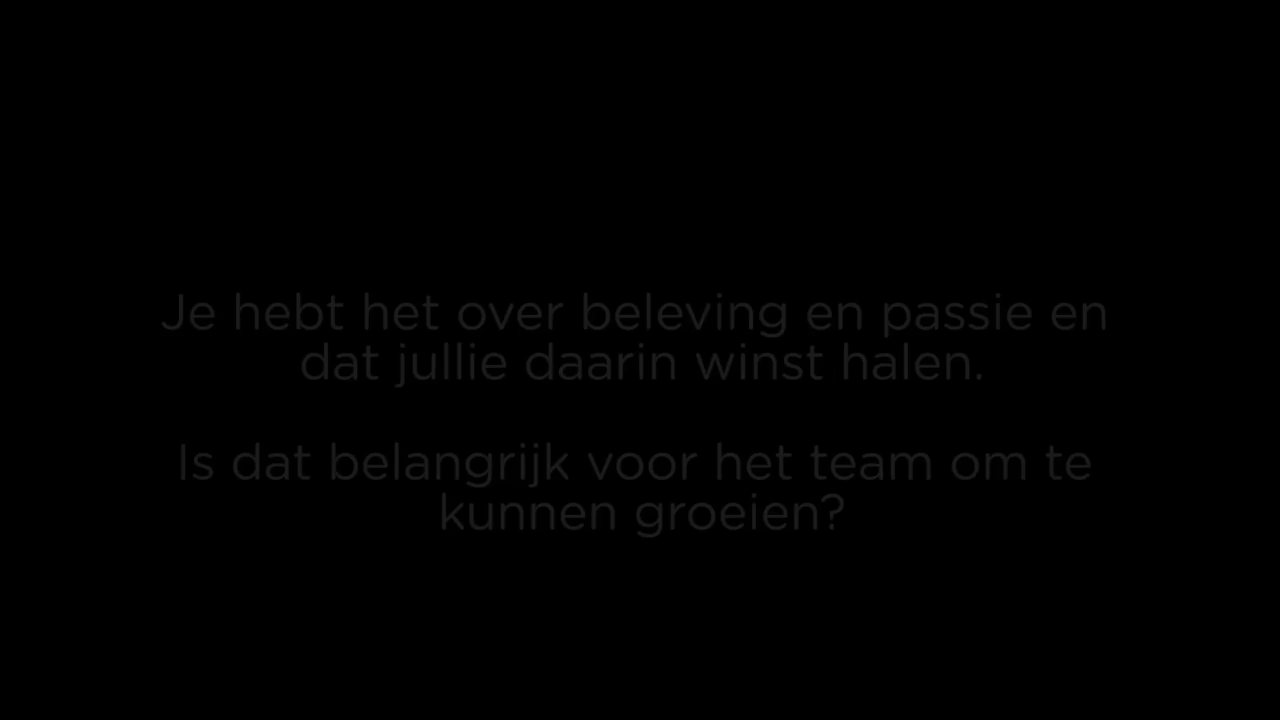 Je hebt het over beleving en passie en
dat jullie daarin winst halen.
Is dat belangrijk voor het team om te
kunnen groeien?